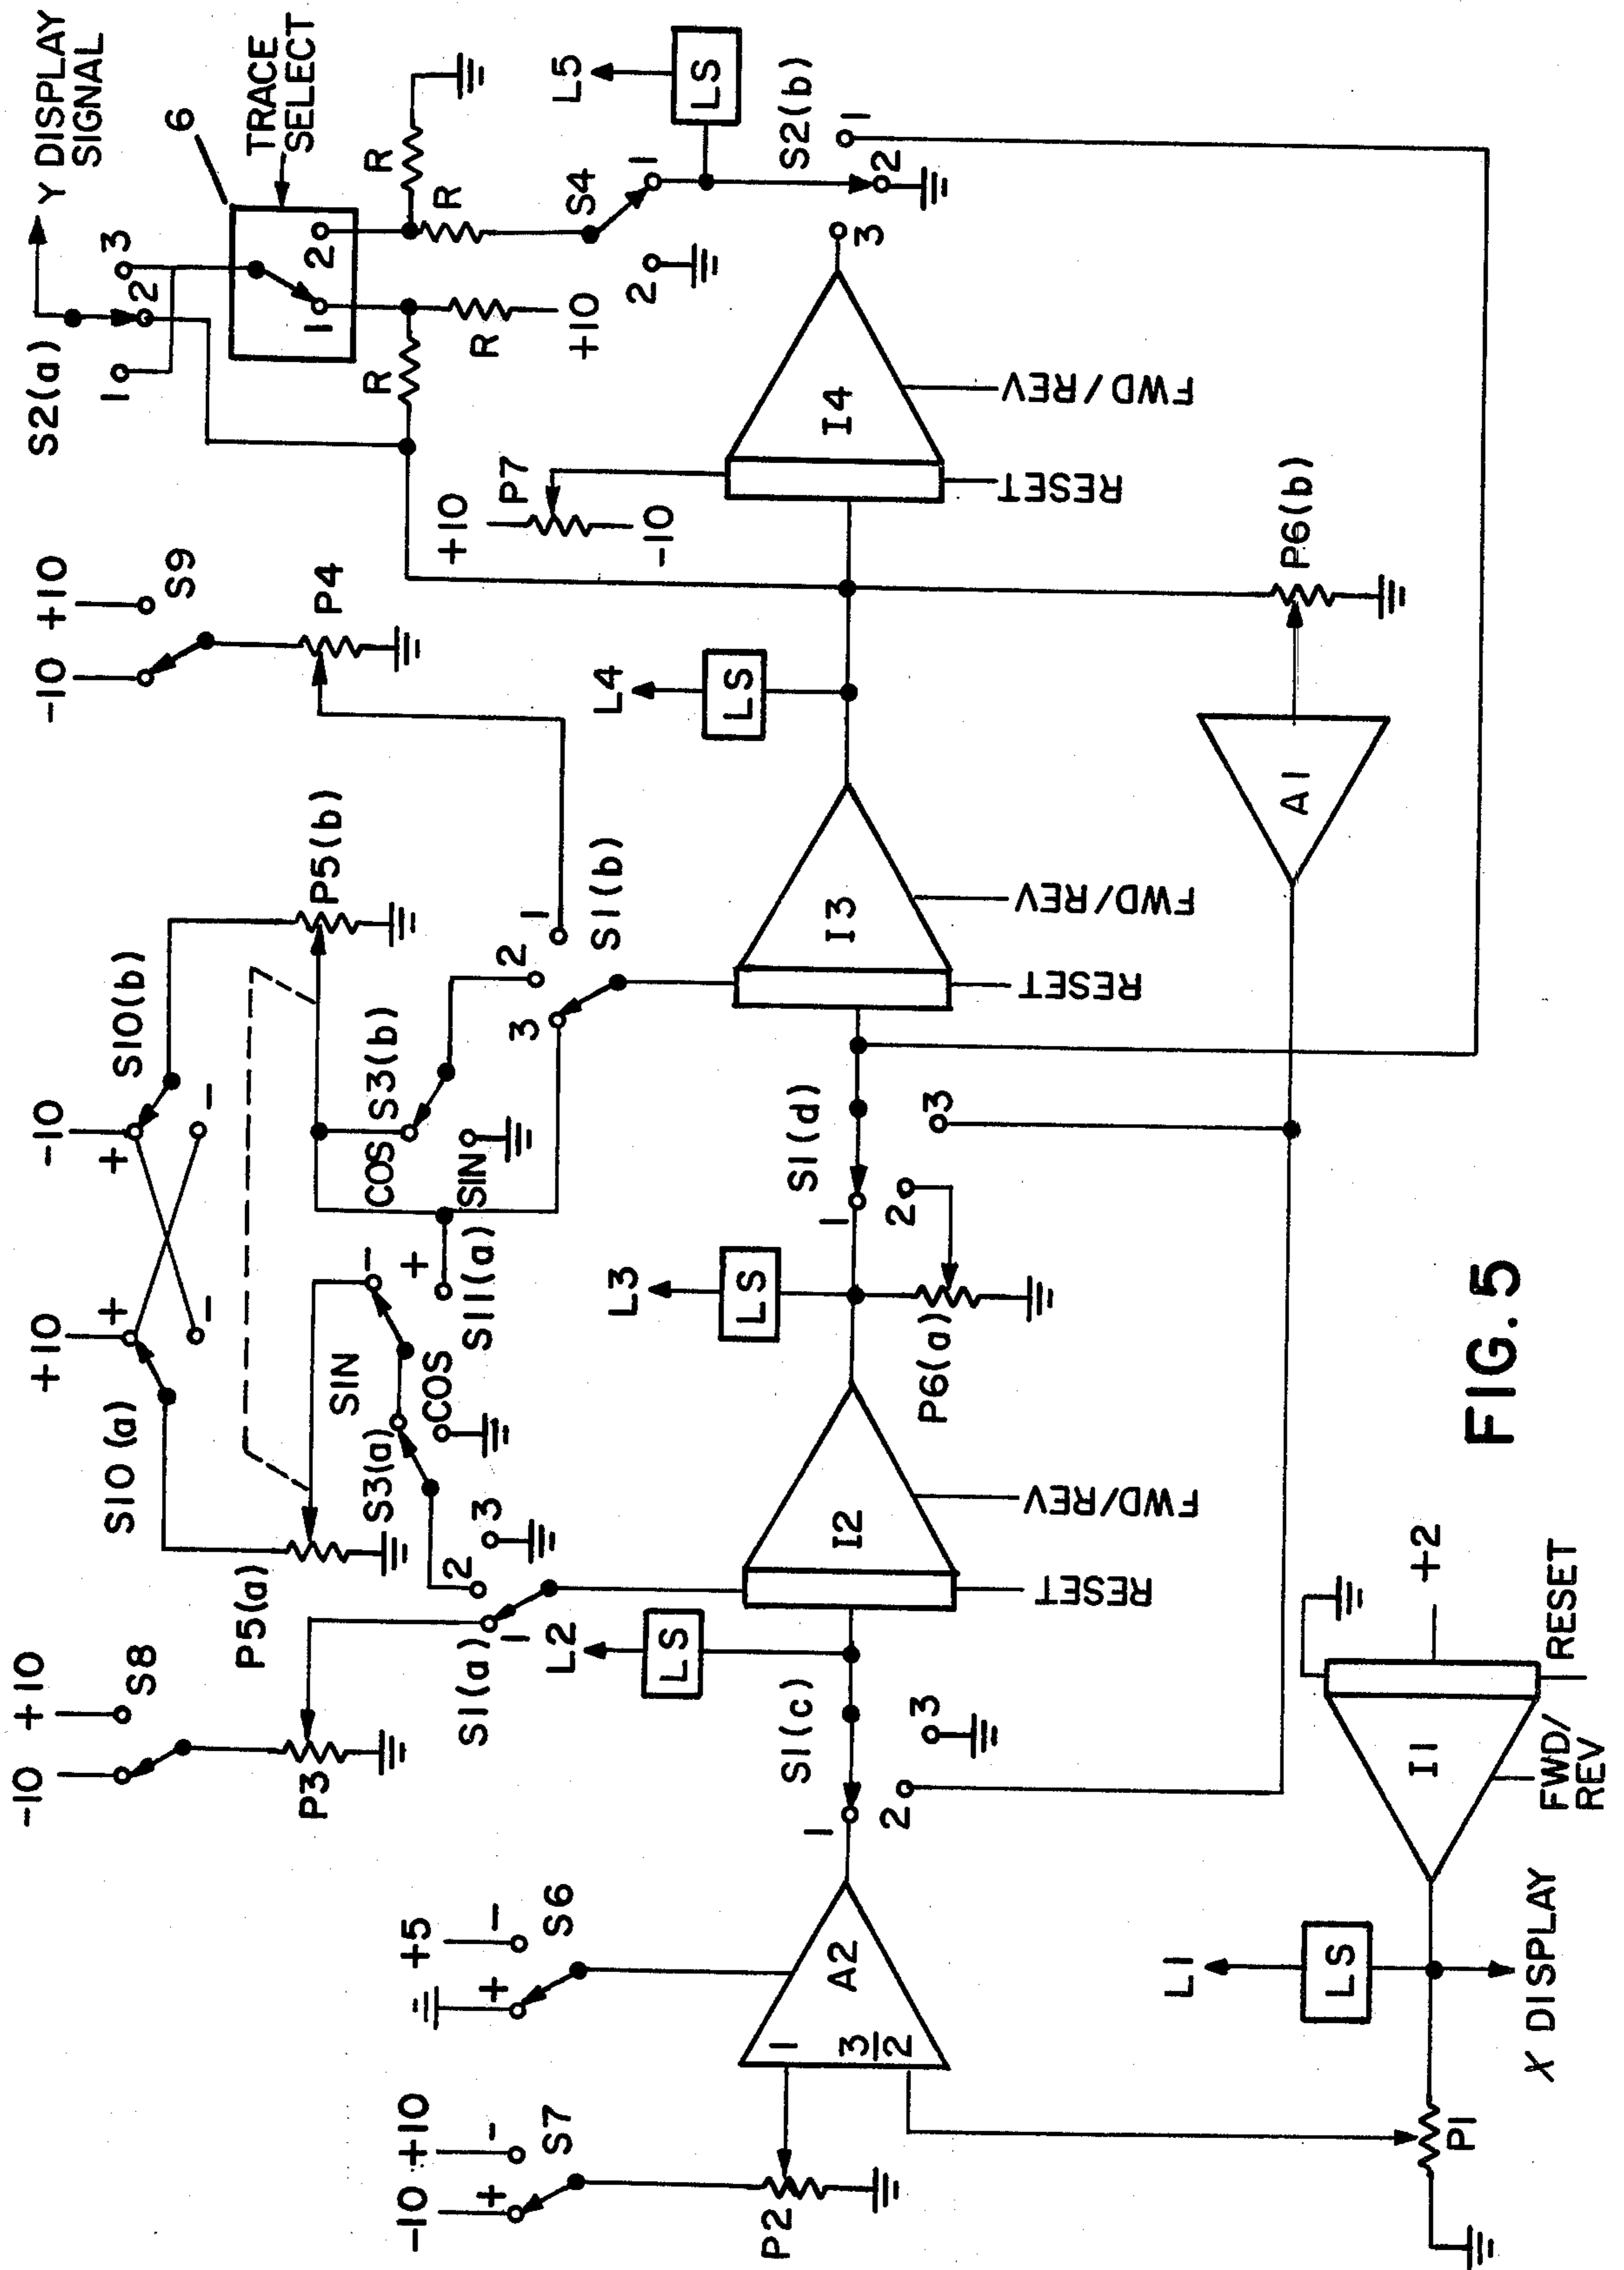 Y DISPLAY
SIGNAL
S2(a)
1
2
3
6
TRACE
SELECT
1
2
R
R
R
R
+10
S4
1
2
L5
LS
S2(b)
1
2
3
-10 +10
S9
P4
+10
P7
-10
I4
RESET
FWD/REV
L4
LS
P6(b)
A1
S10(a)
+10
+
-
-10
+
-
S10(b)
P5(a)
P5(b)
SIN
-
+
S11(a)
S3(a)
COS
COS
S3(b)
SIN
1
2
3
S1(b)
I3
RESET
FWD/REV
S1(d)
1
2
3
L3
LS
P6(a)
-10 +10
S8
P3
S1(a)
1
2
3
L2
LS
I2
RESET
FWD/REV
S1(c)
1
2
3
+5
+
-
S6
A2
1
3
2
-10 +10
+
-
S7
P2
P1
L1
LS
X DISPLAY
I1
FWD/
REV
RESET
+2
FIG. 5